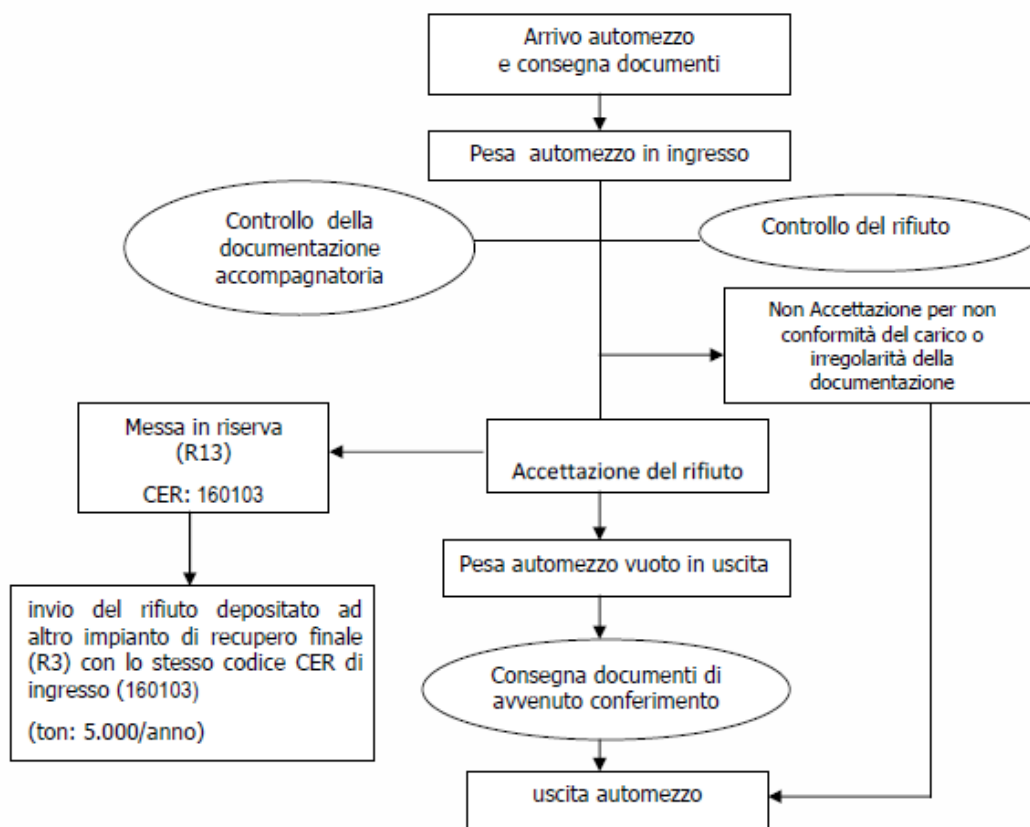 Arrivo automezzo
e consegna documenti
Pesa automezzo in ingresso
Controllo della
documentazione
accompagnatoria
Controllo del rifiuto
Non Accettazione per non
conformità del carico o
irregolarità della
documentazione
Messa in riserva
(R13)
CER: 160103
Accettazione del rifiuto
Pesa automezzo vuoto in uscita
invio del rifiuto depositato ad
altro impianto di recupero finale
(R3) con lo stesso codice CER di
ingresso (160103)
(ton: 5.000/anno)
Consegna documenti di
avvenuto conferimento
uscita automezzo